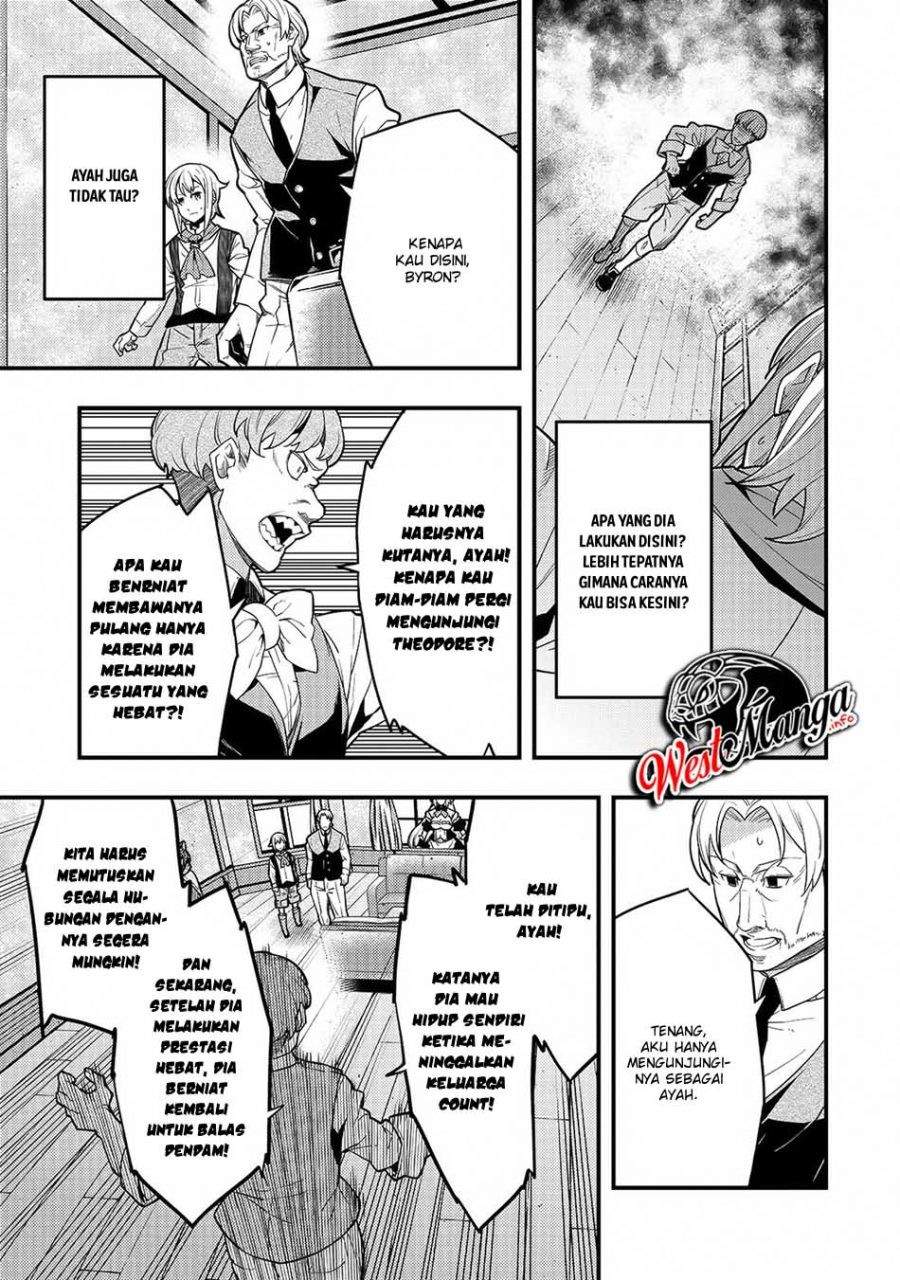 APA YANG DIA
LAKUKAN DISINI?
LEBIH TEPATNYA
GIMANA CARANYA
KAU BISA KESINI?
KENAPA
KAU DISINI,
BYRON?
AYAH JUGA
TIDAK TAU?
KAU YANG
HARUSNYA
KUTANYA, AYAH!
KENAPA KAU
DIAM-DIAM PERGI
MENGUNJUNGI
THEODORE?!
APA KAU
BENRNIAT
MEMBAWANYA
PULANG HANYA
KARENA DIA
MELAKUKAN
SESUATU YANG
HEBAT?!
WESTMANGA
.info
TENANG,
AKU HANYA
MENGUNJUNGI-
NYA SEBAGAI
AYAH.
KAU
TELAH DITIPU,
AYAH!
KATANYA
DIA MAU
HIDUP SENDIRI
KETIKA ME-
NINGGALKAN
KELUARGA
COUNT!
DAN
SEKARANG,
SETELAH DIA
MELAKUKAN
PRESTASI
HEBAT, DIA
BERNIAT
KEMBALI
UNTUK BALAS
DENDAM!
KITA HARUS
MEMUTUSKAN
SEGALA HU-
BUNGAN DENGAN-
NYA SEGERA
MUNGKIN!